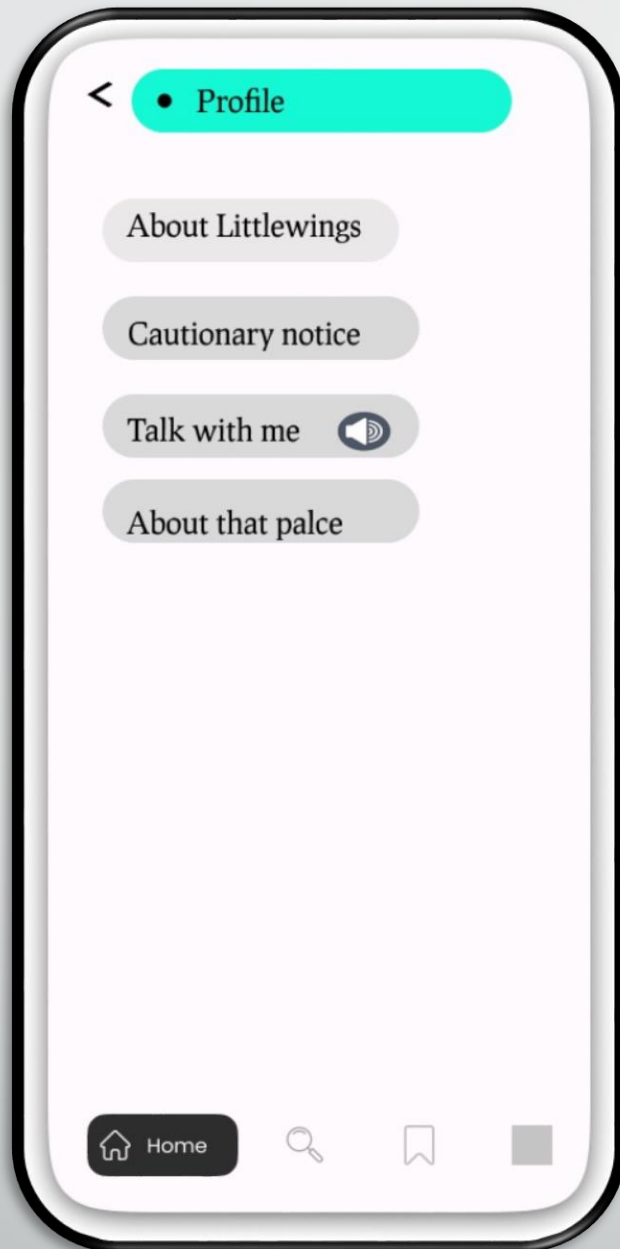 < • Profile
About Littlewings
Cautionary notice
Talk with me
About that palce
Home